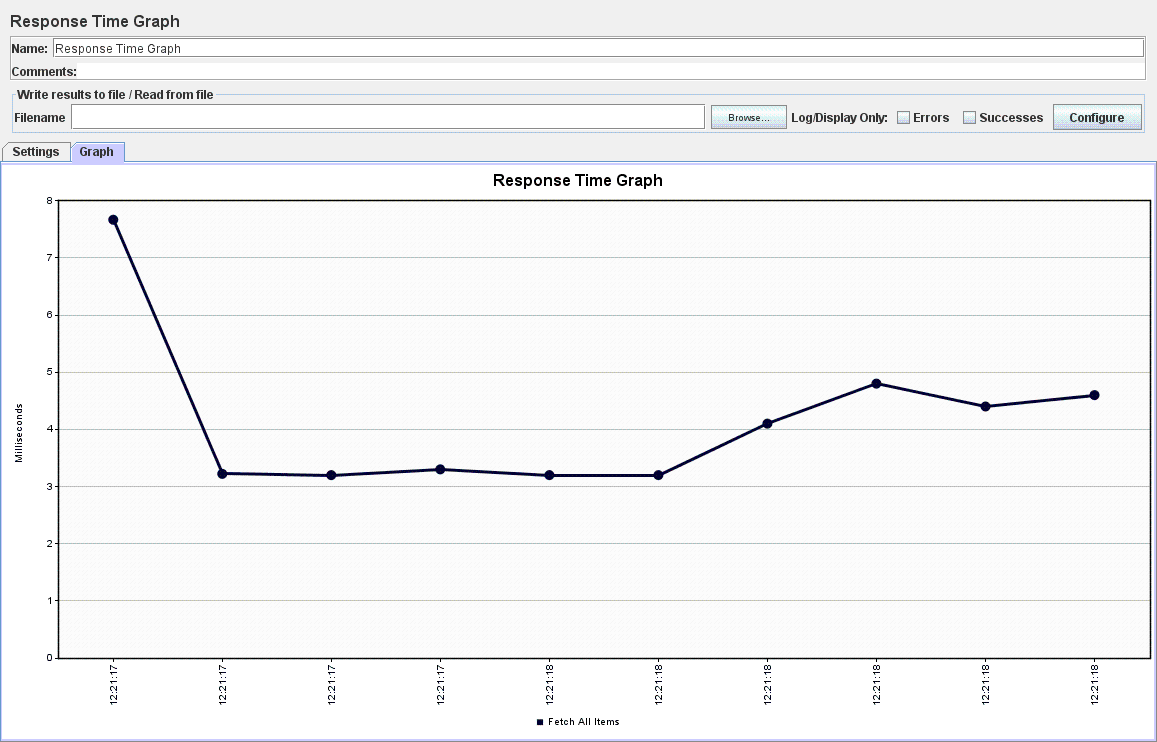 Response Time Graph
Name: Response Time Graph
Comments:
Write results to file / Read from file
Filename Browse... Log/Display Only: Errors Successes Configure
Settings Graph
Response Time Graph
8
7
6
5
4
3
2
1
0
Milliseconds
12:21:17 12:21:17 12:21:17 12:21:17 12:21:18 12:21:18 12:21:18 12:21:18 12:21:18 12:21:18
Fetch All Items